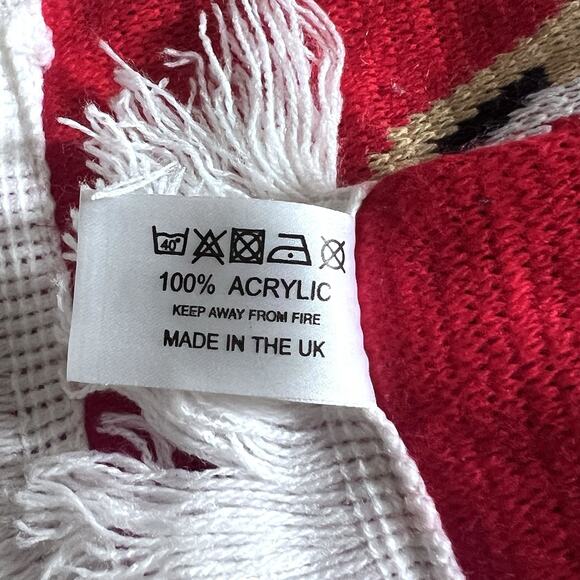 40°
100% ACRYLIC
KEEP AWAY FROM FIRE
MADE IN THE UK